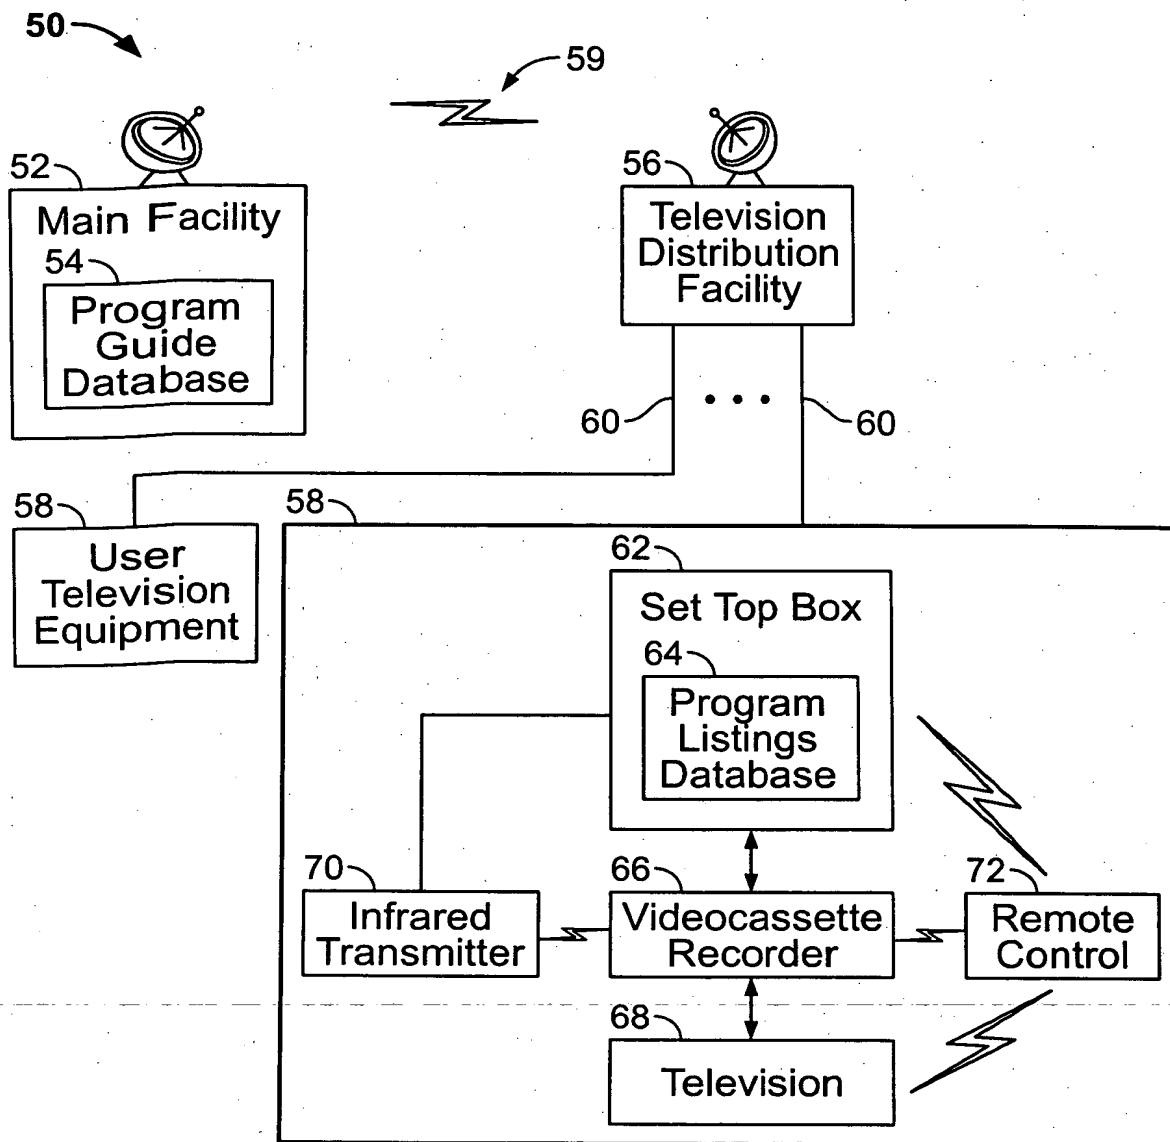 50
59
52
56
Main Facility
Television
Distribution
Facility
54
Program
Guide
Database
60
60
58
58
User
Television
Equipment
62
Set Top Box
64
Program
Listings
Database
70
66
72
Infrared
Transmitter
Videocassette
Recorder
Remote
Control
68
Television